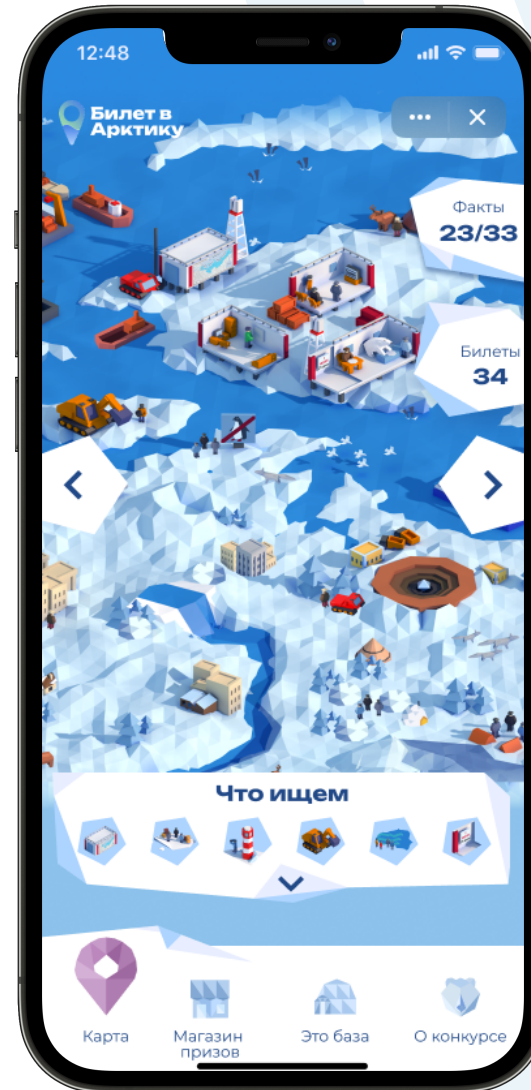 12:48
Билет в
Арктику
Факты
23/33
Билеты
34
Что ищем
Карта
Магазин
призов
Это база
О конкурсе